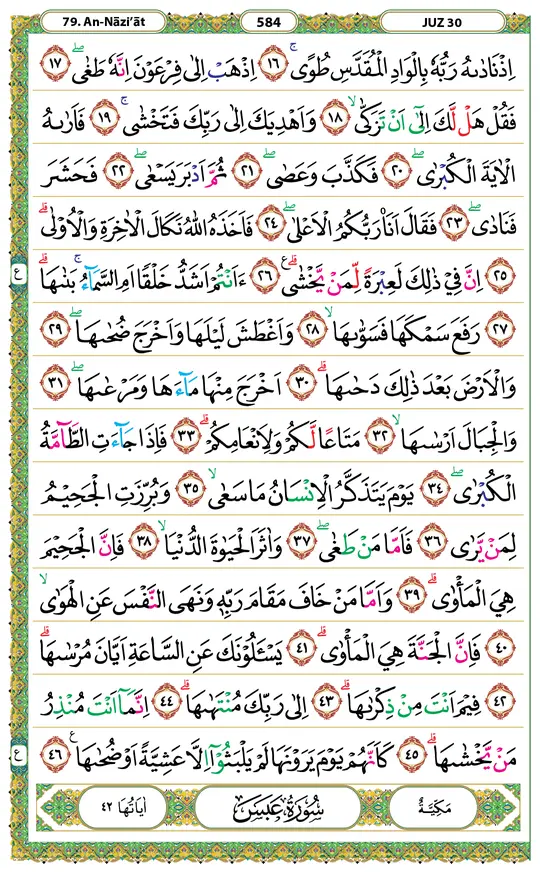 79. An-Nāzi'āt 584 JUZ 30
اِذْ نَادٰىهُ رَبُّهٗ بِالْوَادِ الْمُقَدَّسِ طُوًىۚ ۝١٦ اِذْهَبْ اِلٰى فِرْعَوْنَ اِنَّهٗ طَغٰىۖ ۝١٧
فَقُلْ هَلْ لَّكَ اِلٰٓى اَنْ تَزَكّٰىۙ ۝١٨ وَاَهْدِيَكَ اِلٰى رَبِّكَ فَتَخْشٰىۚ ۝١٩ فَاَرٰىهُ
الْاٰيَةَ الْكُبْرٰىۖ ۝٢٠ فَكَذَّبَ وَعَصٰىۖ ۝٢١ ثُمَّ اَدْبَرَ يَسْعٰىۖ ۝٢٢ فَحَشَرَ
فَنَادٰىۖ ۝٢٣ فَقَالَ اَنَا۠ رَبُّكُمُ الْاَعْلٰىۖ ۝٢٤ فَاَخَذَهُ اللّٰهُ نَكَالَ الْاٰخِرَةِ وَالْاُوْلٰىۗ
۝٢٥ اِنَّ فِيْ ذٰلِكَ لَعِبْرَةً لِّمَنْ يَّخْشٰىۗ ࣖ ۝٢٦ ءَاَنْتُمْ اَشَدُّ خَلْقًا اَمِ السَّمَاۤءُۚ بَنٰىهَاۗ
۝٢٧ رَفَعَ سَمْكَهَا فَسَوّٰىهَاۙ ۝٢٨ وَاَغْطَشَ لَيْلَهَا وَاَخْرَجَ ضُحٰىهَاۖ ۝٢٩
وَالْاَرْضَ بَعْدَ ذٰلِكَ دَحٰىهَاۗ ۝٣٠ اَخْرَجَ مِنْهَا مَاۤءَهَا وَمَرْعٰىهَاۖ ۝٣١
وَالْجِبَالَ اَرْسٰىهَاۙ ۝٣٢ مَتَاعًا لَّكُمْ وَلِاَنْعَامِكُمْۗ ۝٣٣ فَاِذَا جَاۤءَتِ الطَّاۤمَّةُ
الْكُبْرٰىۖ ۝٣٤ يَوْمَ يَتَذَكَّرُ الْاِنْسَانُ مَا سَعٰىۙ ۝٣٥ وَبُرِّزَتِ الْجَحِيْمُ
لِمَنْ يَّرٰى ۝٣٦ فَاَمَّا مَنْ طَغٰىۖ ۝٣٧ وَاٰثَرَ الْحَيٰوةَ الدُّنْيَاۙ ۝٣٨ فَاِنَّ الْجَحِيْمَ
هِيَ الْمَأْوٰىۗ ۝٣٩ وَاَمَّا مَنْ خَافَ مَقَامَ رَبِّهٖ وَنَهَى النَّفْسَ عَنِ الْهَوٰىۙ
۝٤٠ فَاِنَّ الْجَنَّةَ هِيَ الْمَأْوٰىۗ ۝٤١ يَسْـَٔلُوْنَكَ عَنِ السَّاعَةِ اَيَّانَ مُرْسٰىهَاۗ
۝٤٢ فِيْمَ اَنْتَ مِنْ ذِكْرٰىهَاۗ ۝٤٣ اِلٰى رَبِّكَ مُنْتَهٰىهَاۗ ۝٤٤ اِنَّمَآ اَنْتَ مُنْذِرُ
مَنْ يَّخْشٰىهَاۗ ۝٤٥ كَاَنَّهُمْ يَوْمَ يَرَوْنَهَا لَمْ يَلْبَثُوْٓا اِلَّا عَشِيَّةً اَوْ ضُحٰىهَا ࣖ ۝٤٦
مَكِيَّةٌ سُوْرَةُ عَبَسَ اٰيَاتُهَا ٤٢